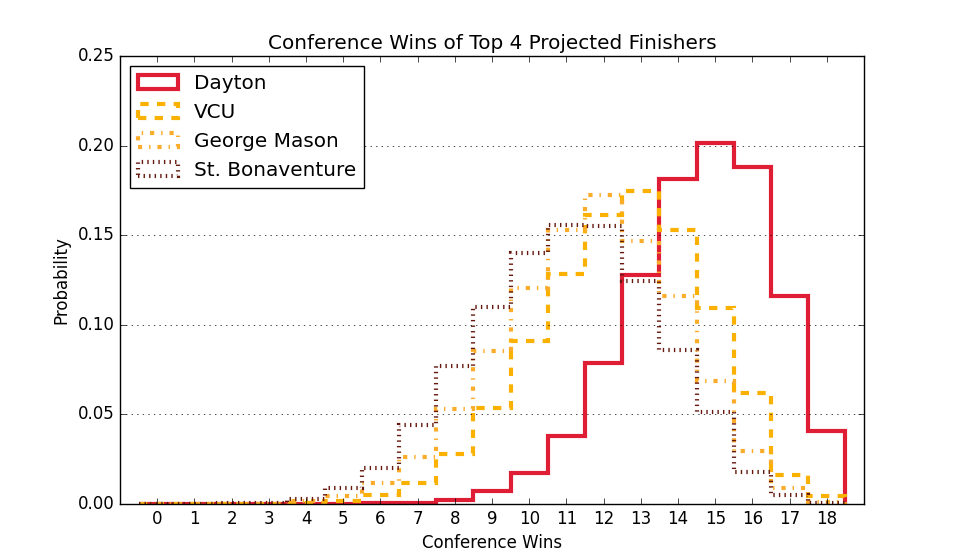 Conference Wins of Top 4 Projected Finishers
0.25
0.20
0.15
0.10
0.05
0.00
Probability
Dayton
VCU
George Mason
St. Bonaventure
0 1 2 3 4 5 6 7 8 9 10 11 12 13 14 15 16 17 18
Conference Wins